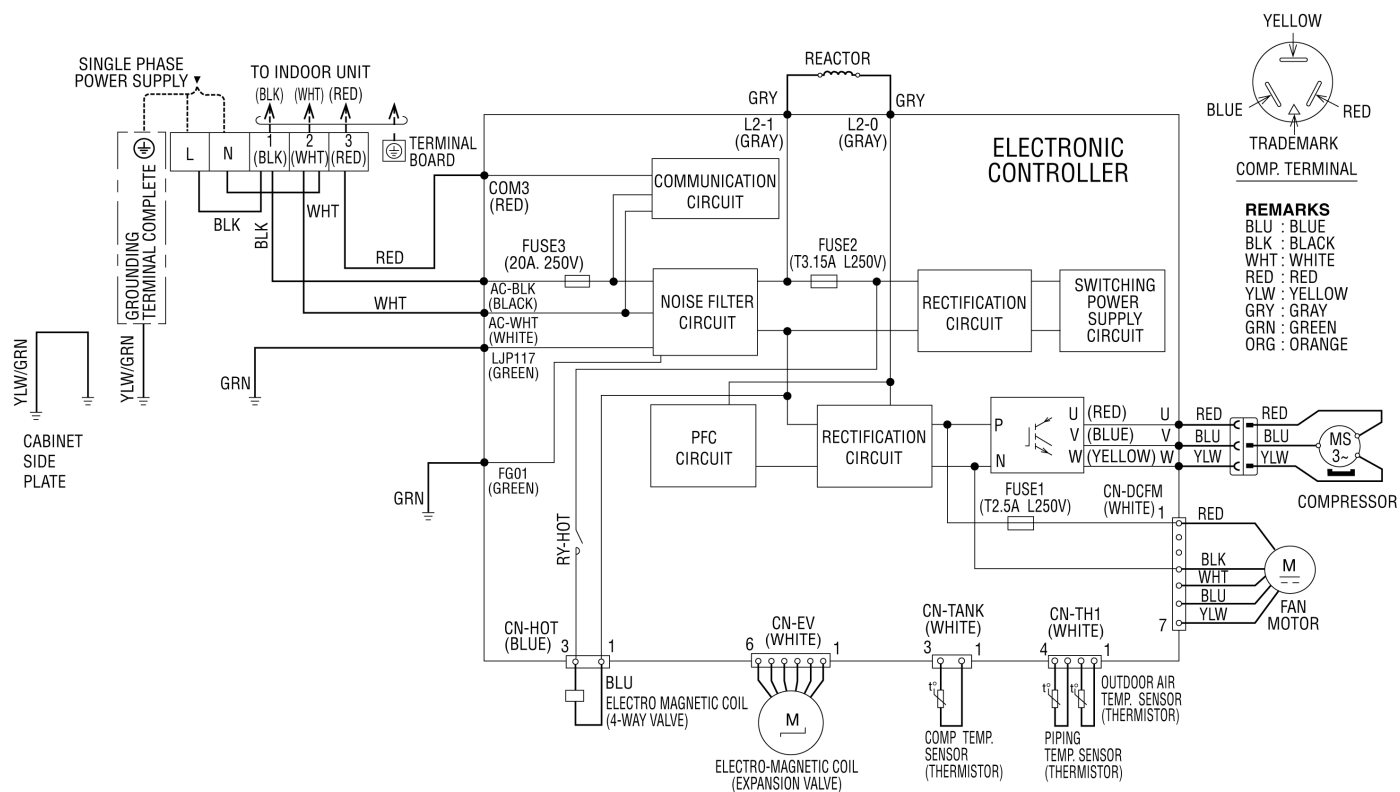 SINGLE PHASE
POWER SUPPLY
TO INDOOR UNIT
(BLK) (WHT) (RED)
L
N
1
(BLK)
2
(WHT)
3
(RED)
TERMINAL
BOARD
GROUNDING
TERMINAL COMPLETE
BLK
BLK
WHT
RED
WHT
YLW/GRN
YLW/GRN
GRN
GRN
CABINET
SIDE
PLATE
REACTOR
GRY
GRY
L2-1
(GRAY)
L2-0
(GRAY)
ELECTRONIC
CONTROLLER
COM3
(RED)
COMMUNICATION
CIRCUIT
FUSE3
(20A. 250V)
AC-BLK
(BLACK)
AC-WHT
(WHITE)
LJP117
(GREEN)
FG01
(GREEN)
NOISE FILTER
CIRCUIT
FUSE2
(T3.15A L250V)
RECTIFICATION
CIRCUIT
SWITCHING
POWER
SUPPLY
CIRCUIT
PFC
CIRCUIT
RECTIFICATION
CIRCUIT
P
N
U (RED) U
V (BLUE) V
W (YELLOW) W
RED
BLU
YLW
RED
BLU
YLW
MS
3~
COMPRESSOR
FUSE1
(T2.5A L250V)
CN-DCFM
(WHITE)
1
7
RED
BLK
WHT
BLU
YLW
M
FAN
MOTOR
RY-HOT
CN-HOT
(BLUE)
3
1
BLU
ELECTRO MAGNETIC COIL
(4-WAY VALVE)
CN-EV
(WHITE)
6
1
M
ELECTRO-MAGNETIC COIL
(EXPANSION VALVE)
CN-TANK
(WHITE)
3
1
t°
COMP TEMP.
SENSOR
(THERMISTOR)
CN-TH1
(WHITE)
4
1
t°
t°
OUTDOOR AIR
TEMP. SENSOR
(THERMISTOR)
PIPING
TEMP. SENSOR
(THERMISTOR)
YELLOW
BLUE
RED
TRADEMARK
COMP. TERMINAL
REMARKS
BLU : BLUE
BLK : BLACK
WHT : WHITE
RED : RED
YLW : YELLOW
GRY : GRAY
GRN : GREEN
ORG : ORANGE